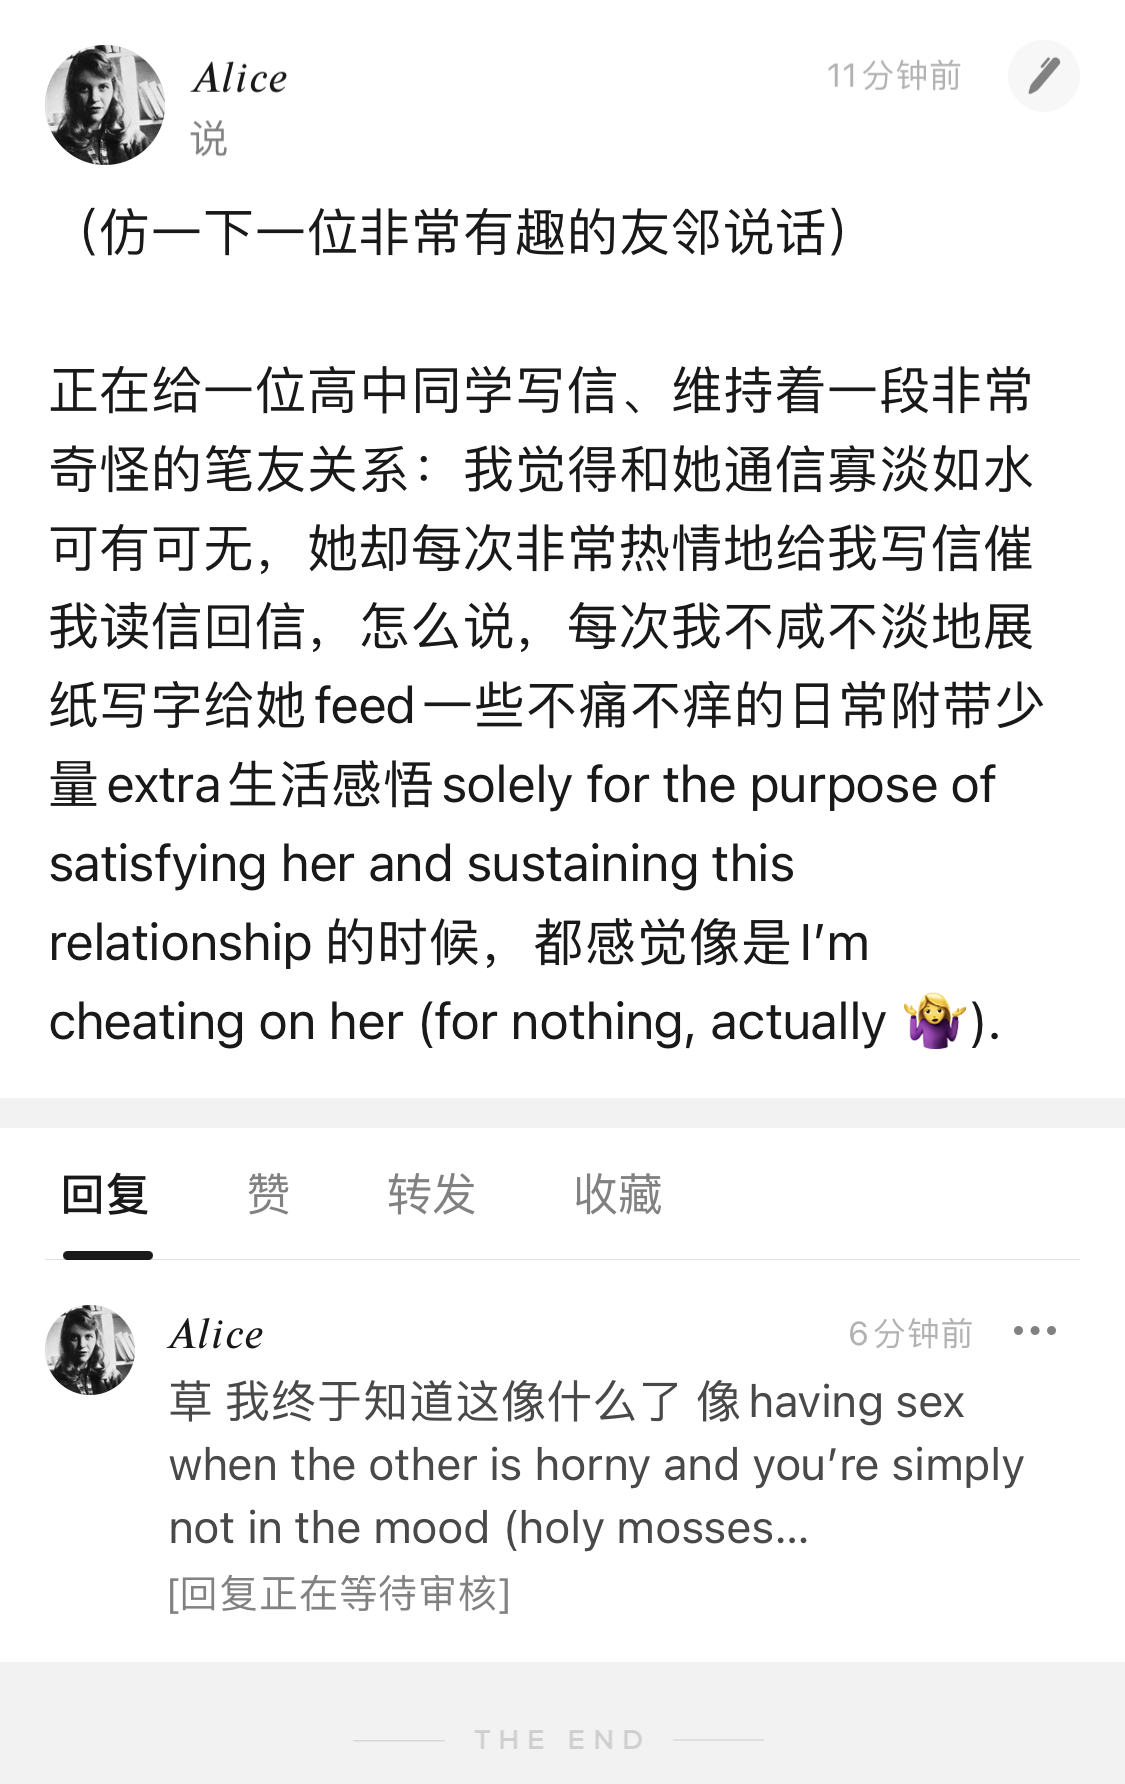 Alice
11分钟前
说
（仿一下一位非常有趣的友邻说话）
正在给一位高中同学写信、维持着一段非常
奇怪的笔友关系：我觉得和她通信寡淡如水
可有可无，她却每次非常热情地给我写信催
我读信回信，怎么说，每次我不咸不淡地展
纸写字给她feed一些不痛不痒的日常附带少
量extra生活感悟solely for the purpose of
satisfying her and sustaining this
relationship 的时候，都感觉像是I’m
cheating on her (for nothing, actually 🤷‍♀️).
回复 赞 转发 收藏
Alice
6分钟前
草 我终于知道这像什么了 像having sex
when the other is horny and you’re simply
not in the mood (holy mosses…
[回复正在等待审核]
THE END